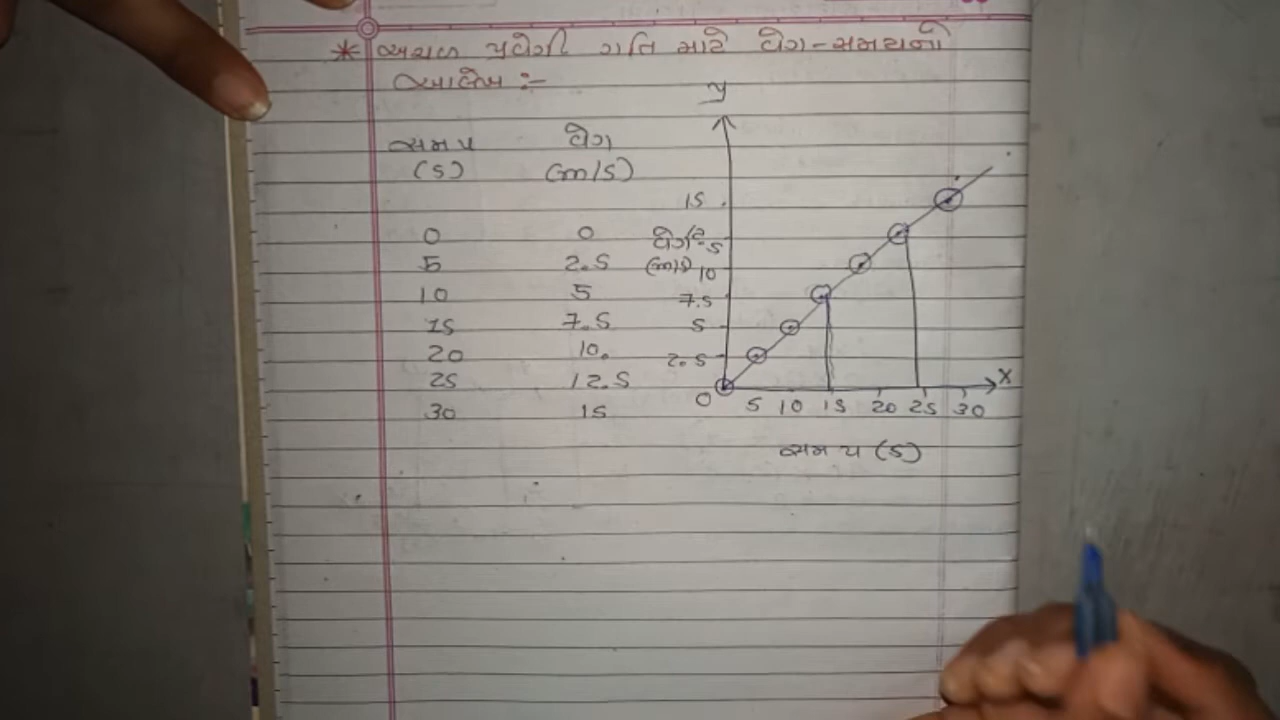 * અચળ પ્રવેગી ગતિ માટે વેગ-સમયનો
આલેખ :-
સમય વેગ
(s) (m/s)
0 0
5 2.5
10 5
15 7.5
20 10.
25 12.5
30 15
y
15
વેગ 12.5
(m/s) 10
7.5
5
2.5
0 5 10 15 20 25 30 X
સમય (s)